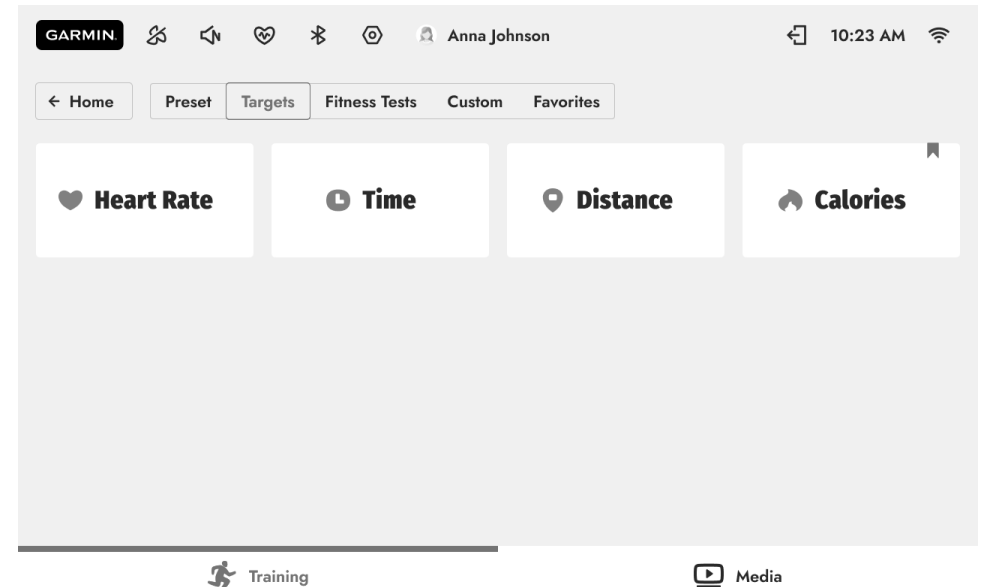 GARMIN. Anna Johnson 10:23 AM
Home Preset Targets Fitness Tests Custom Favorites
Heart Rate Time Distance Calories
Training Media